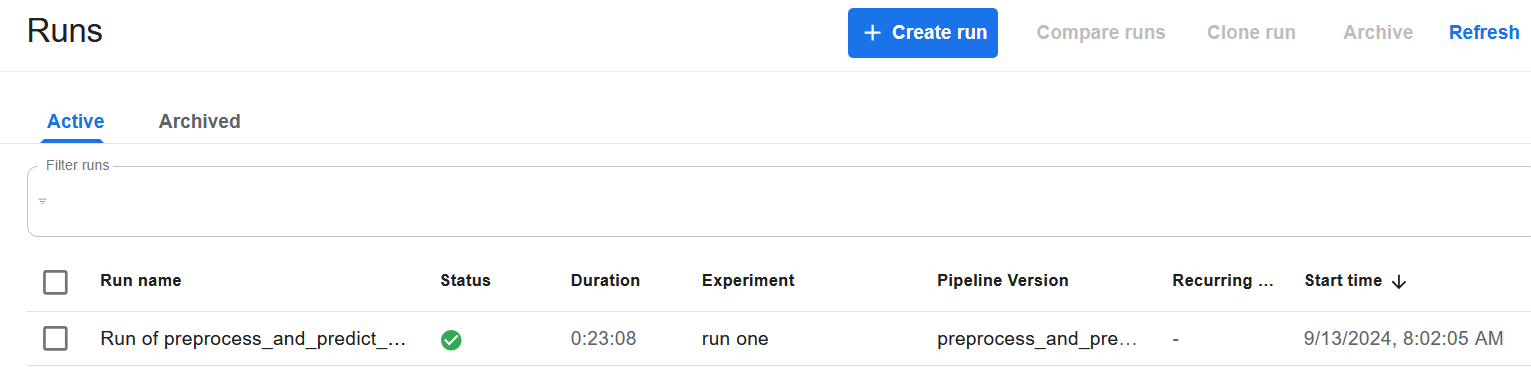 Runs
+ Create run Compare runs Clone run Archive Refresh
Active Archived
Filter runs
Run name Status Duration Experiment Pipeline Version Recurring ... Start time ↓
Run of preprocess_and_predict_... 0:23:08 run one preprocess_and_pre... - 9/13/2024, 8:02:05 AM